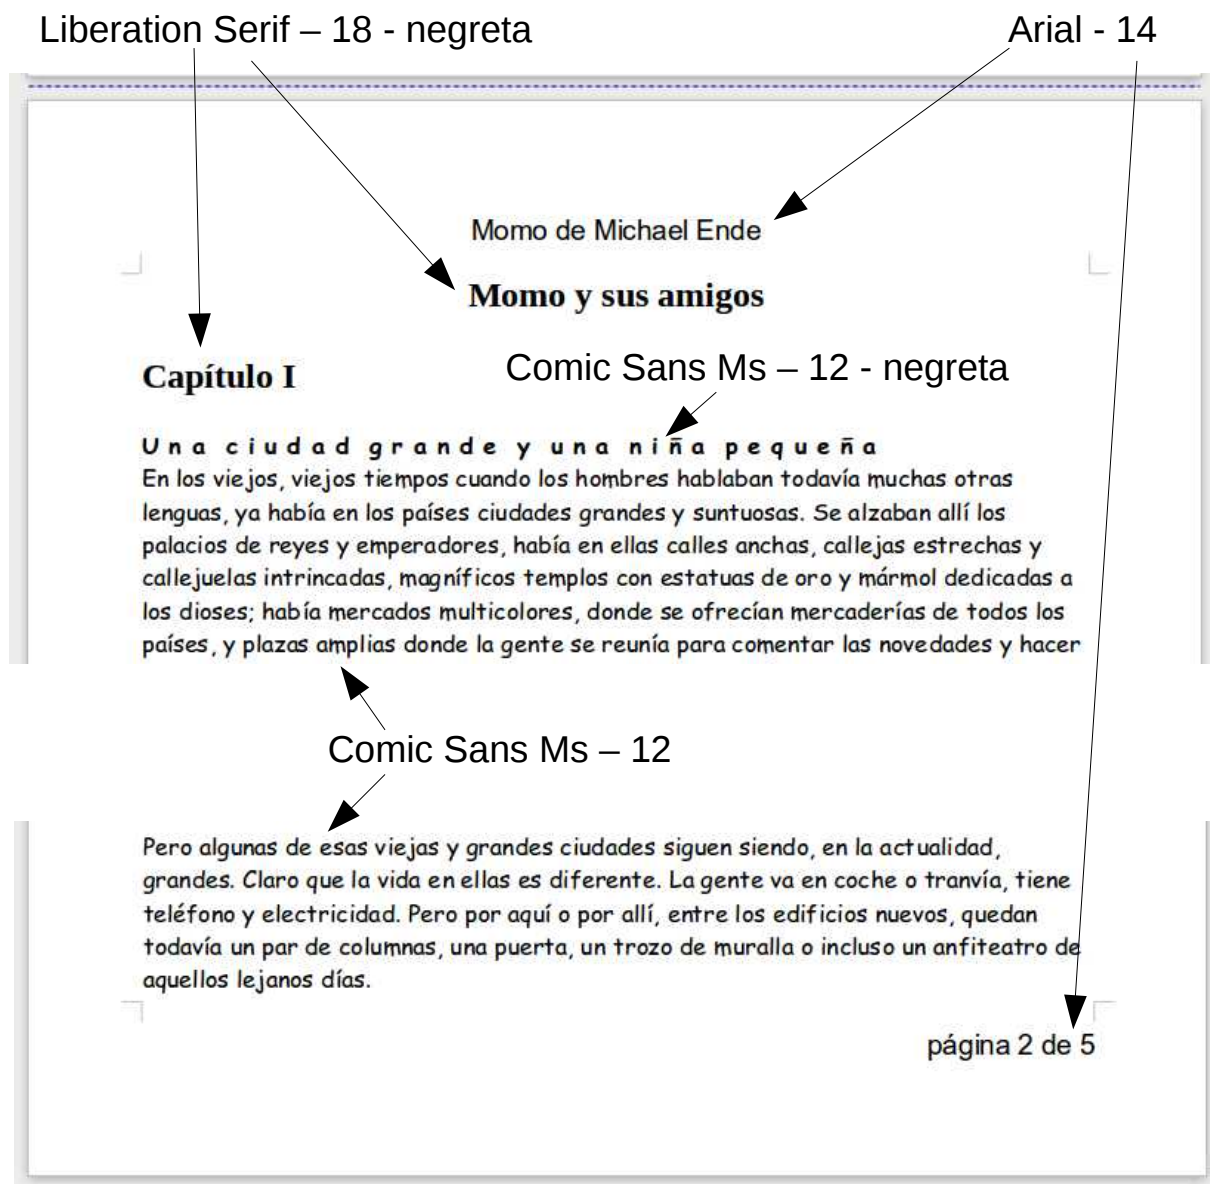 Liberation Serif – 18 - negreta
Arial - 14
Momo de Michael Ende
Momo y sus amigos
Comic Sans Ms – 12 - negreta
Capítulo I
Una ciudad grande y una niña pequeña
En los viejos, viejos tiempos cuando los hombres hablaban todavía muchas otras
lenguas, ya había en los países ciudades grandes y suntuosas. Se alzaban allí los
palacios de reyes y emperadores, había en ellas calles anchas, callejas estrechas y
callejuelas intrincadas, magníficos templos con estatuas de oro y mármol dedicadas a
los dioses; había mercados multicolores, donde se ofrecían mercaderías de todos los
países, y plazas amplias donde la gente se reunía para comentar las novedades y hacer
Comic Sans Ms – 12
Pero algunas de esas viejas y grandes ciudades siguen siendo, en la actualidad,
grandes. Claro que la vida en ellas es diferente. La gente va en coche o tranvía, tiene
teléfono y electricidad. Pero por aquí o por allí, entre los edificios nuevos, quedan
todavía un par de columnas, una puerta, un trozo de muralla o incluso un anfiteatro de
aquellos lejanos días.
página 2 de 5